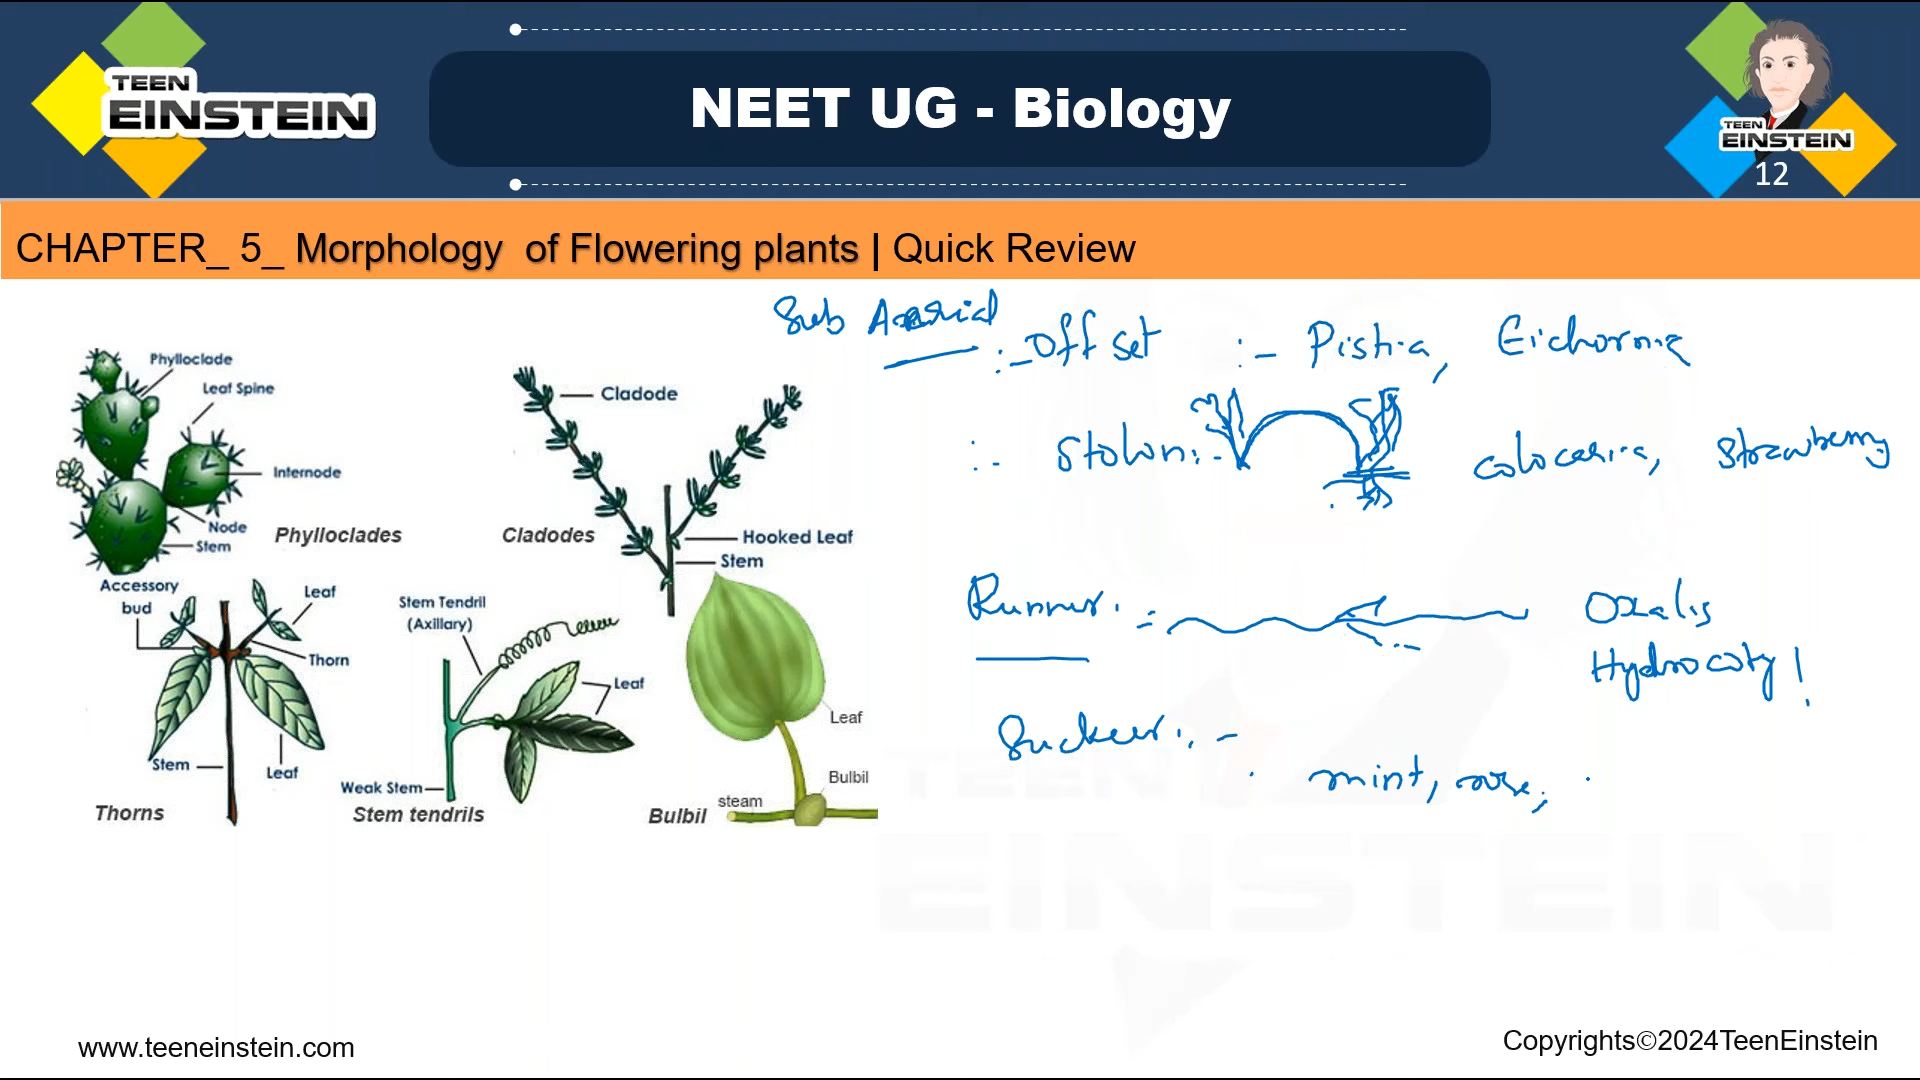 TEEN
EINSTEIN
NEET UG - Biology
TEEN
EINSTEIN
12
CHAPTER_ 5_ Morphology of Flowering plants | Quick Review
Sub Aerial
:- Off set :- Pistia, Eichornia
:- Stolon:- colocasia, Strawberry
Runner:= Oxalis
Hydrocotyl
Sucker:-
mint, rose,
Phylloclade
Leaf Spine
Internode
Node
Stem
Phylloclades
Cladode
Hooked Leaf
Stem
Cladodes
Accessory
bud
Leaf
Thorn
Stem
Leaf
Thorns
Stem Tendril
(Axillary)
Leaf
Weak Stem
Stem tendrils
Leaf
Bulbil
steam
Bulbil
TEEN
EINSTEIN
www.teeneinstein.com
Copyrights©2024TeenEinstein